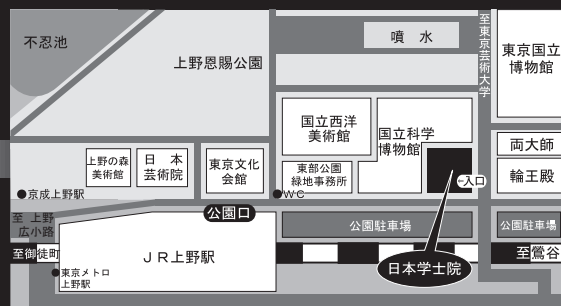 不忍池
上野恩賜公園
噴 水
至東京芸術大学
東京国立
博物館
国立西洋
美術館
国立科学
博物館
両大師
輪王殿
上野の森
美術館
日 本
芸術院
東京文化
会館
東部公園
緑地事務所
←入口
●京成上野駅
●WC
公園口
至 上野
広小路
公園駐車場
公園駐車場
至御徒町
JR上野駅
至鶯谷
日本学士院
●東京メトロ
上野駅